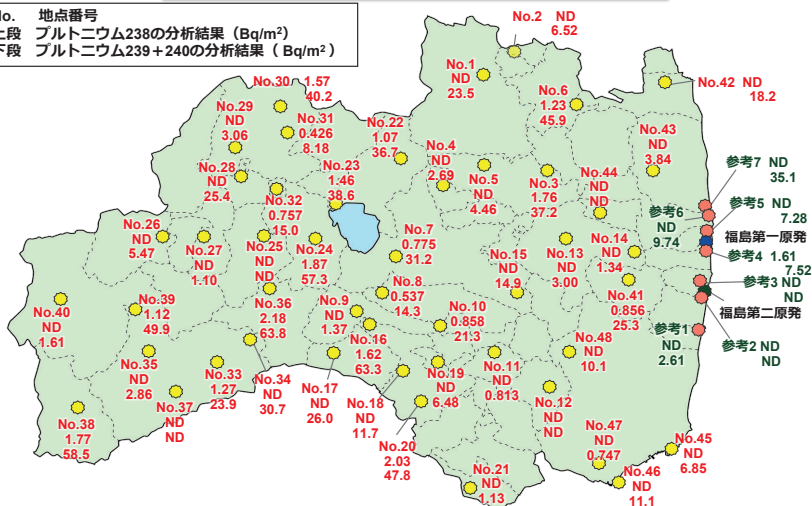 No. 地点番号
上段 プルトニウム238の分析結果（Bq/m²）
下段 プルトニウム239＋240の分析結果（Bq/m²）
No.2 ND
6.52
No.1
ND
23.5
No.30 1.57
40.2
No.6
1.23
45.9
No.42 ND
18.2
No.29
ND
3.06
No.31
0.426
8.18
No.22
1.07
36.7
No.43
ND
3.84
No.4
ND
2.69
No.28
ND
25.4
No.23
1.46
38.6
No.5
ND
4.46
No.3
1.76
37.2
No.44
ND
ND
参考7 ND
35.1
No.32
0.757
15.0
参考5 ND
7.28
参考6
ND
9.74
No.26
ND
5.47
No.27
ND
1.10
No.25
ND
ND
No.24
1.87
57.3
No.7
0.775
31.2
福島第一原発
No.15
ND
14.9
No.13
ND
3.00
No.14
ND
1.34
参考4 1.61
7.52
参考3 ND
ND
No.8
0.537
14.3
No.41
0.856
25.3
福島第二原発
No.40
ND
1.61
No.39
1.12
49.9
No.36
2.18
63.8
No.9
ND
1.37
No.10
0.858
21.3
参考1
ND
2.61
参考2 ND
ND
No.16
1.62
63.3
No.48
ND
10.1
No.35
ND
2.86
No.33
1.27
23.9
No.34
ND
30.7
No.17
ND
26.0
No.19
ND
6.48
No.11
ND
0.813
No.37
ND
ND
No.18
ND
11.7
No.12
ND
ND
No.38
1.77
58.5
No.20
2.03
47.8
No.47
ND
0.747
No.45
ND
6.85
No.21
ND
1.13
No.46
ND
11.1